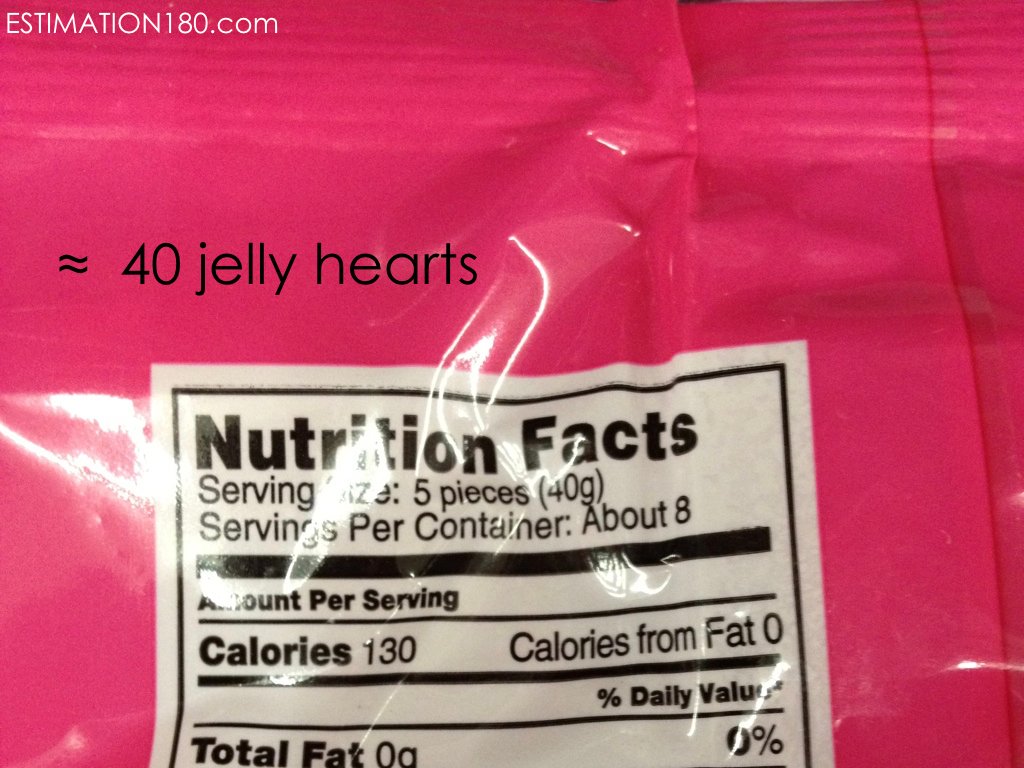 ESTIMATION180.com
≈ 40 jelly hearts
Nutrition Facts
Serving Size: 5 pieces (40g)
Servings Per Container: About 8
Amount Per Serving
Calories 130 Calories from Fat 0
% Daily Value*
Total Fat 0g 0%